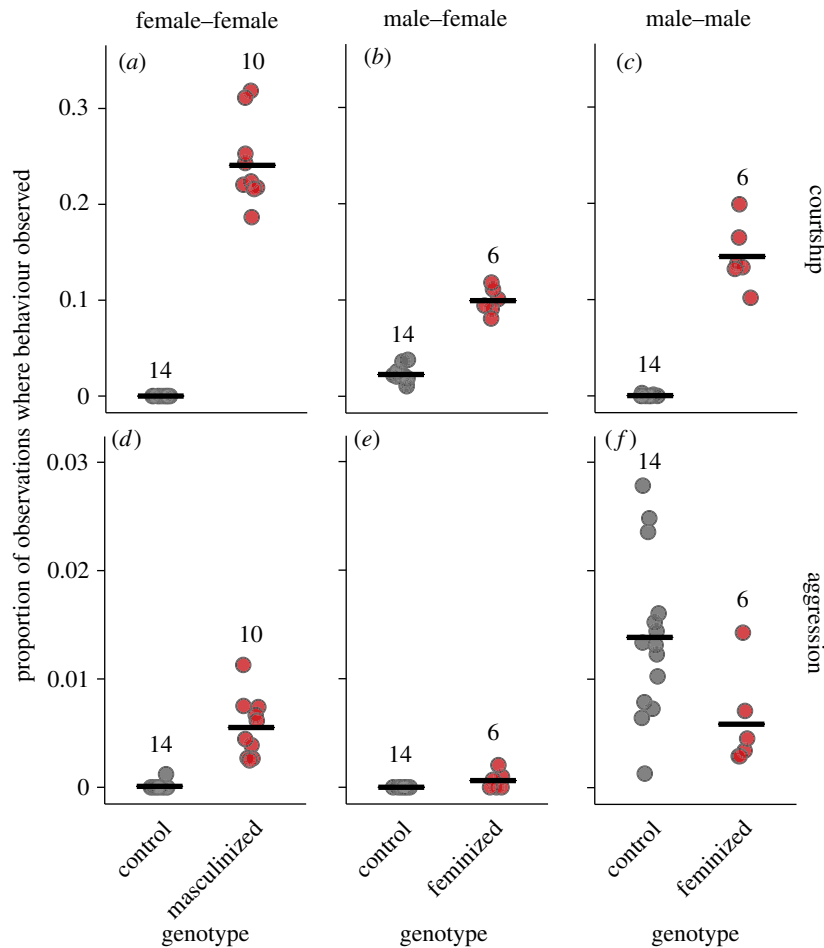 female–female
male–female
male–male
(a)
10
(b)
(c)
0.3
6
0.2
6
0.1
14
14
14
0
courtship
proportion of observations where behaviour observed
(d)
(e)
(f)
14
0.03
0.02
6
10
0.01
6
14
14
0
aggression
control
masculinized
control
feminized
control
feminized
genotype
genotype
genotype